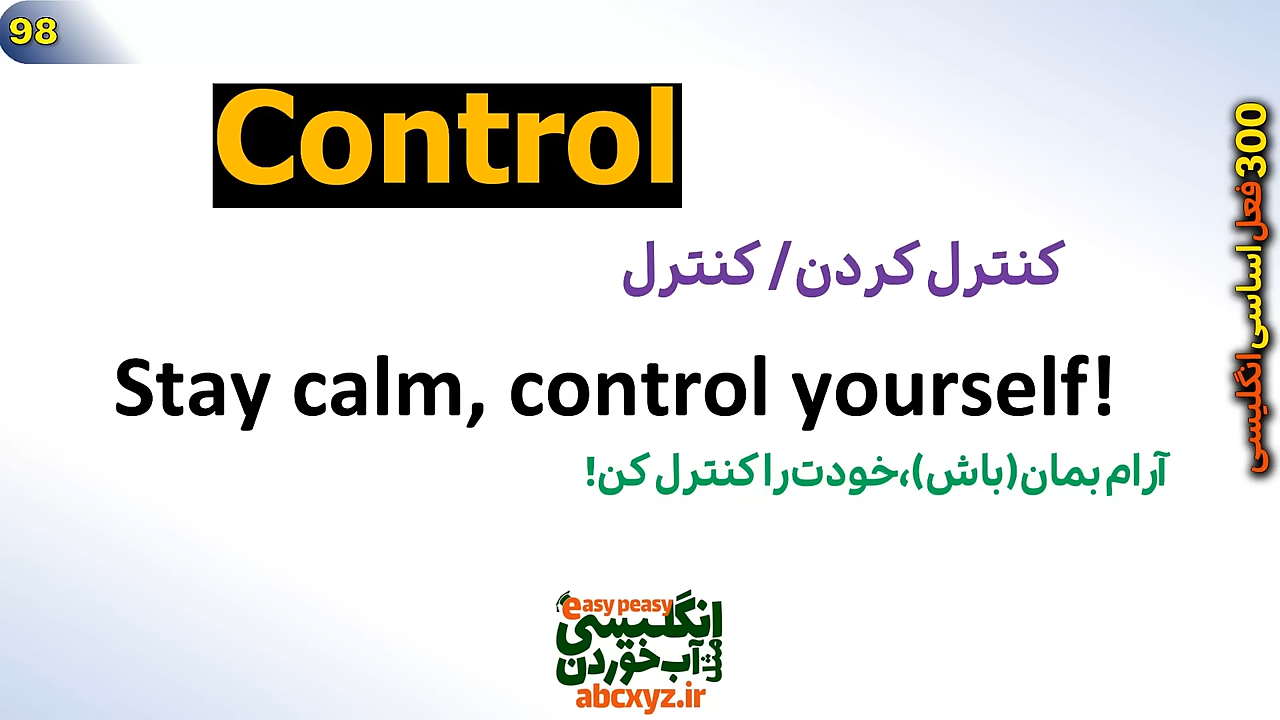 98
Control
کنترل کردن/ کنترل
Stay calm, control yourself!
آرام بمان(باش)،خودت را کنترل کن!
300 فعل اساسی انگلیسی
easy peasy
انگلیسی
مثل آب خوردن
abcxyz.ir